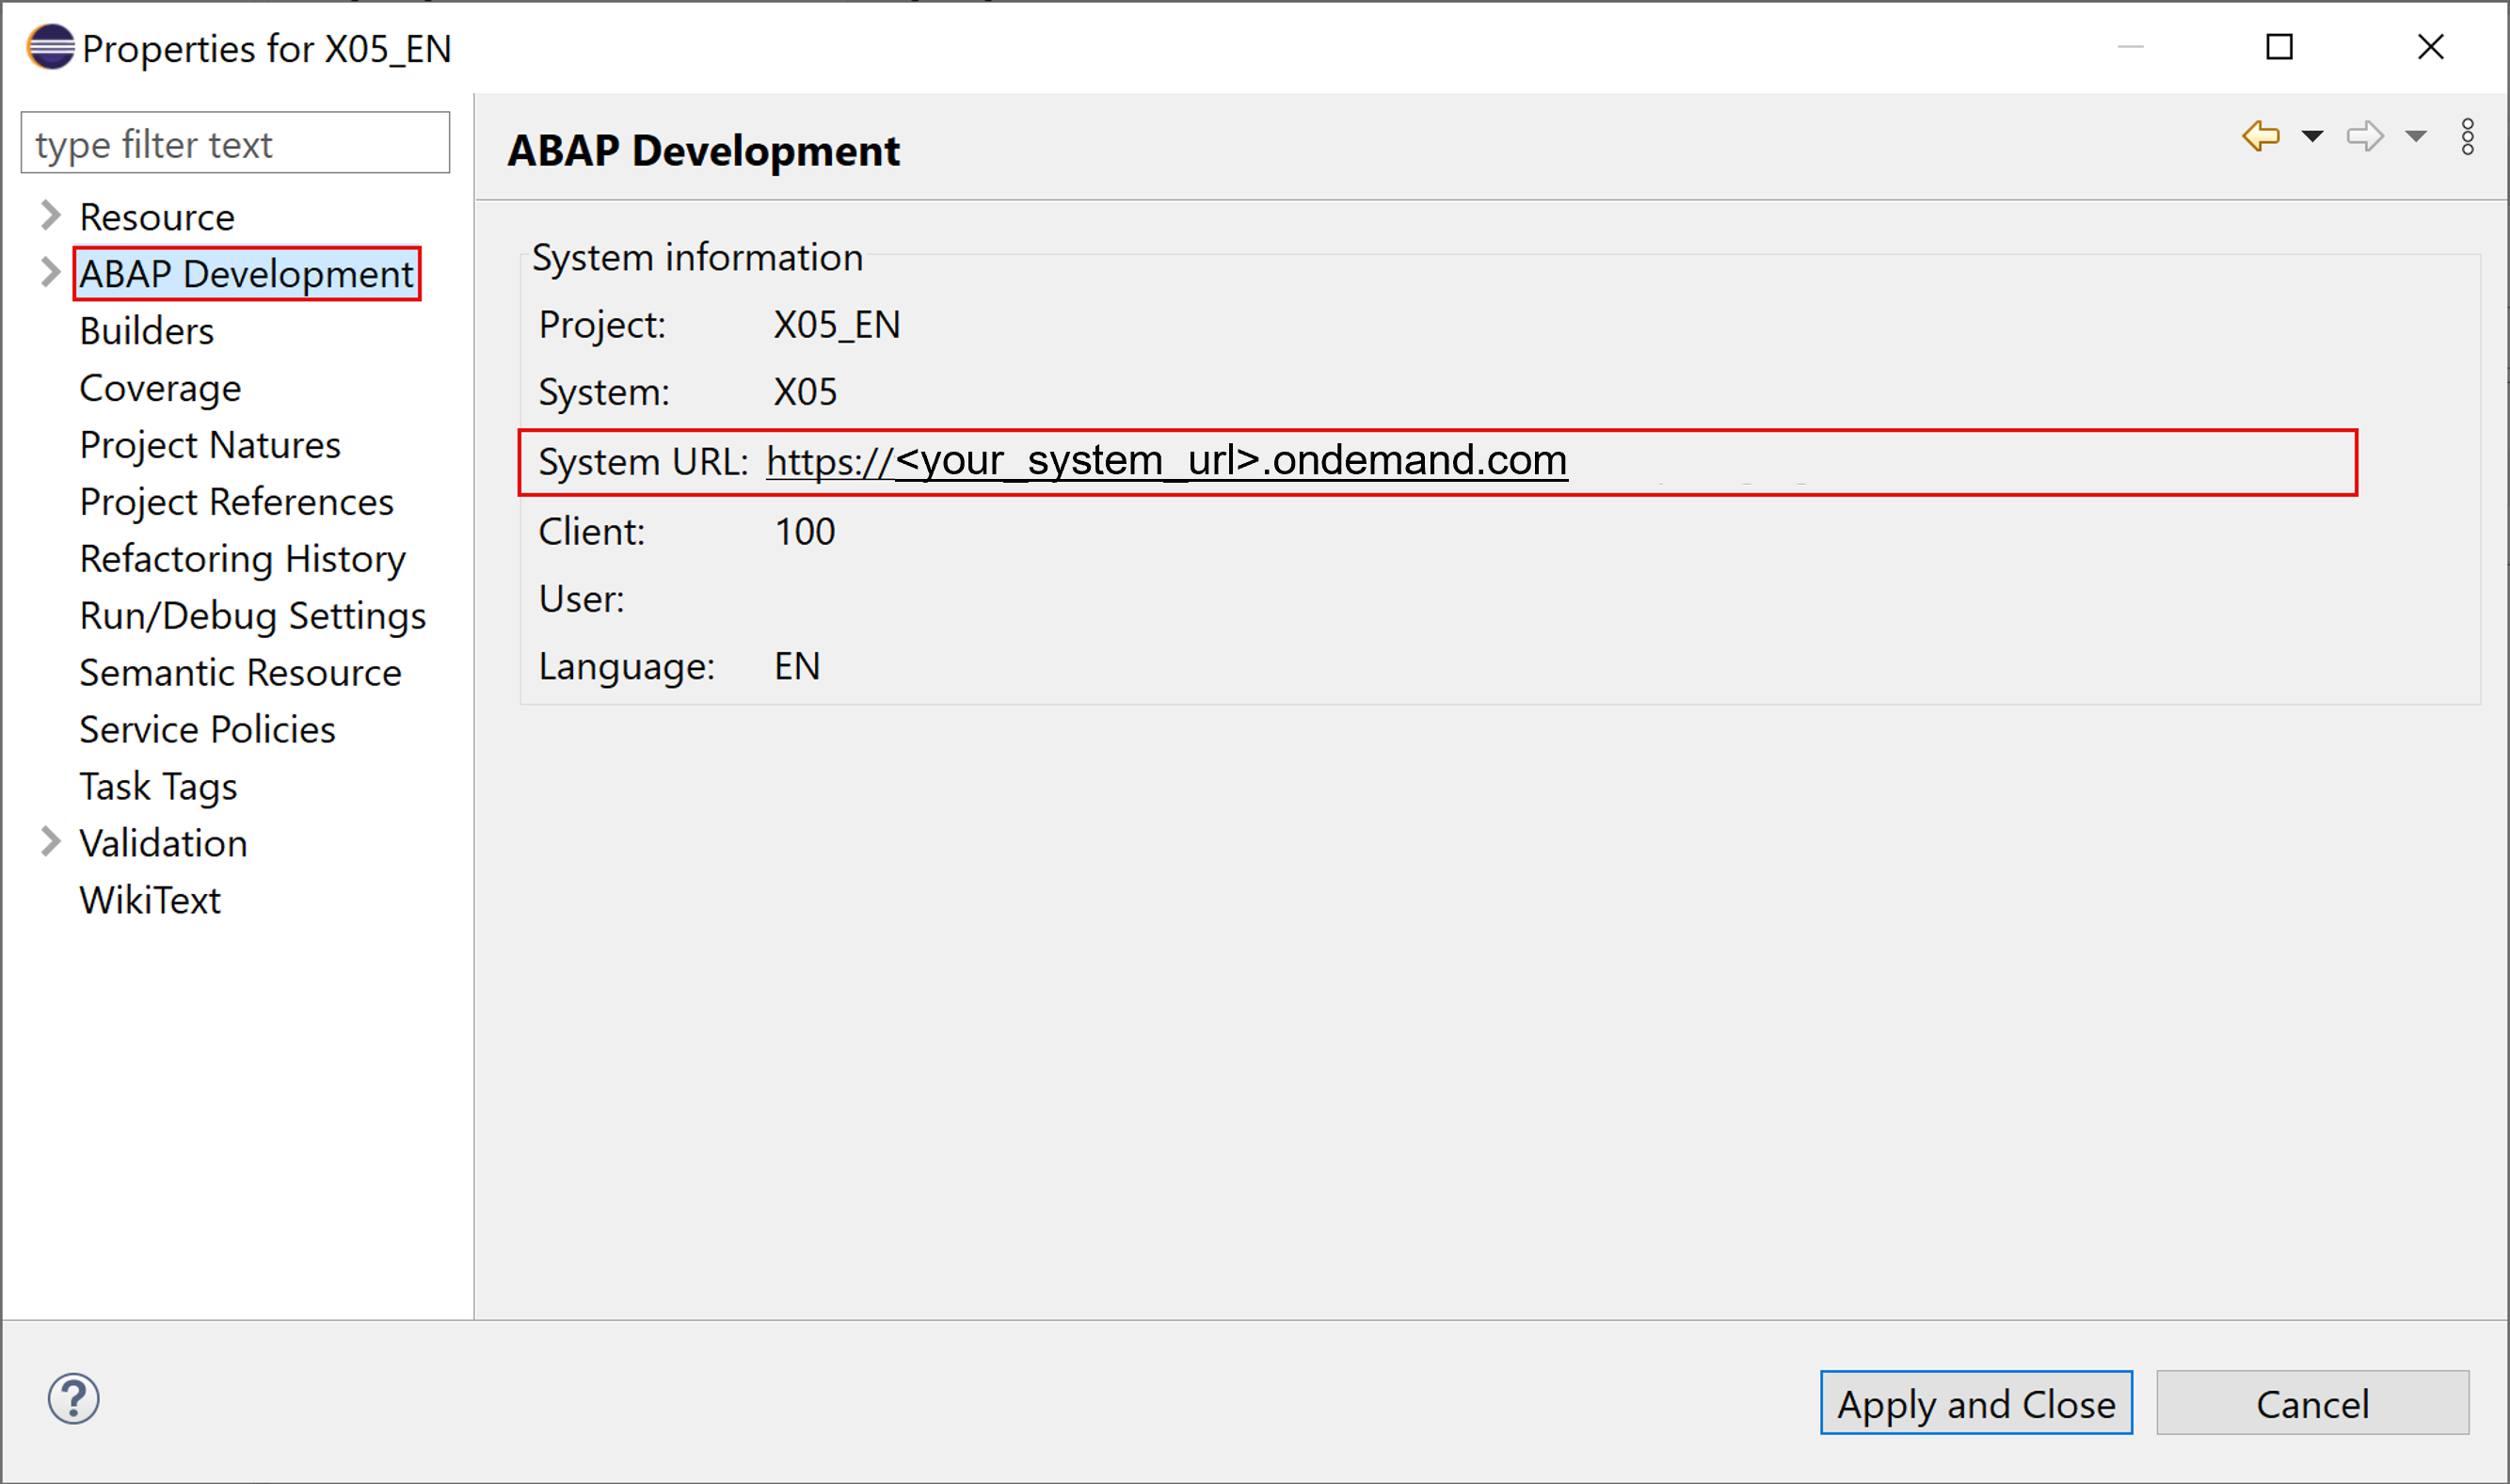 Properties for X05_EN
type filter text
Resource
ABAP Development
Builders
Coverage
Project Natures
Project References
Refactoring History
Run/Debug Settings
Semantic Resource
Service Policies
Task Tags
Validation
WikiText
ABAP Development
System information
Project: X05_EN
System: X05
System URL: https://<your_system_url>.ondemand.com
Client: 100
User:
Language: EN
Apply and Close
Cancel